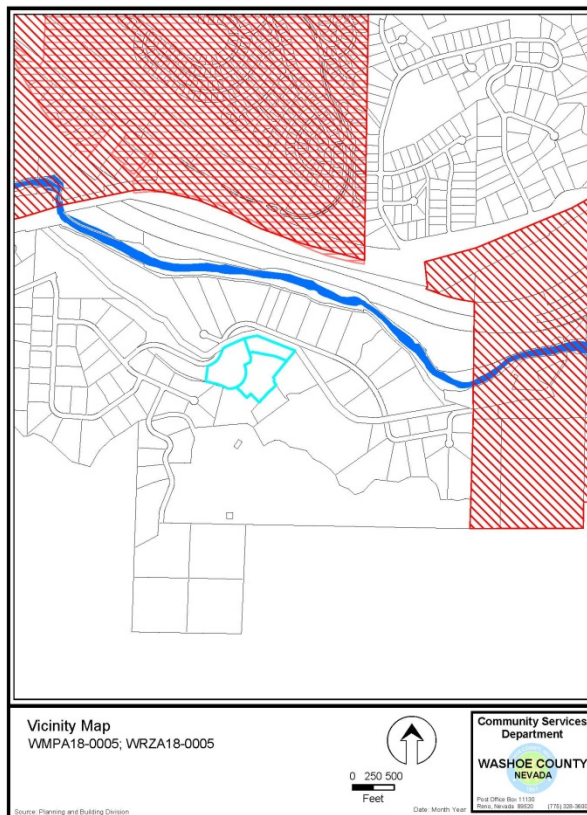 Vicinity Map
WMPA18-0005; WRZA18-0005
0 250 500
Feet
Source: Planning and Building Division
Date: Month Year
Community Services
Department
WASHOE COUNTY
NEVADA
Post Office Box 11130
Reno, Nevada 89520 (775) 328-3600